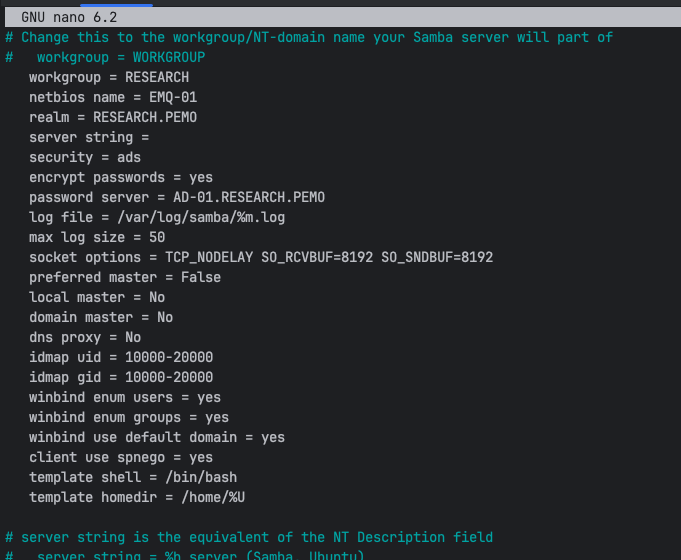 GNU nano 6.2
# Change this to the workgroup/NT-domain name your Samba server will part of
#   workgroup = WORKGROUP
   workgroup = RESEARCH
   netbios name = EMQ-01
   realm = RESEARCH.PEMO
   server string =
   security = ads
   encrypt passwords = yes
   password server = AD-01.RESEARCH.PEMO
   log file = /var/log/samba/%m.log
   max log size = 50
   socket options = TCP_NODELAY SO_RCVBUF=8192 SO_SNDBUF=8192
   preferred master = False
   local master = No
   domain master = No
   dns proxy = No
   idmap uid = 10000-20000
   idmap gid = 10000-20000
   winbind enum users = yes
   winbind enum groups = yes
   winbind use default domain = yes
   client use spnego = yes
   template shell = /bin/bash
   template homedir = /home/%U
# server string is the equivalent of the NT Description field
#   server string = %h server (Samba, Ubuntu)